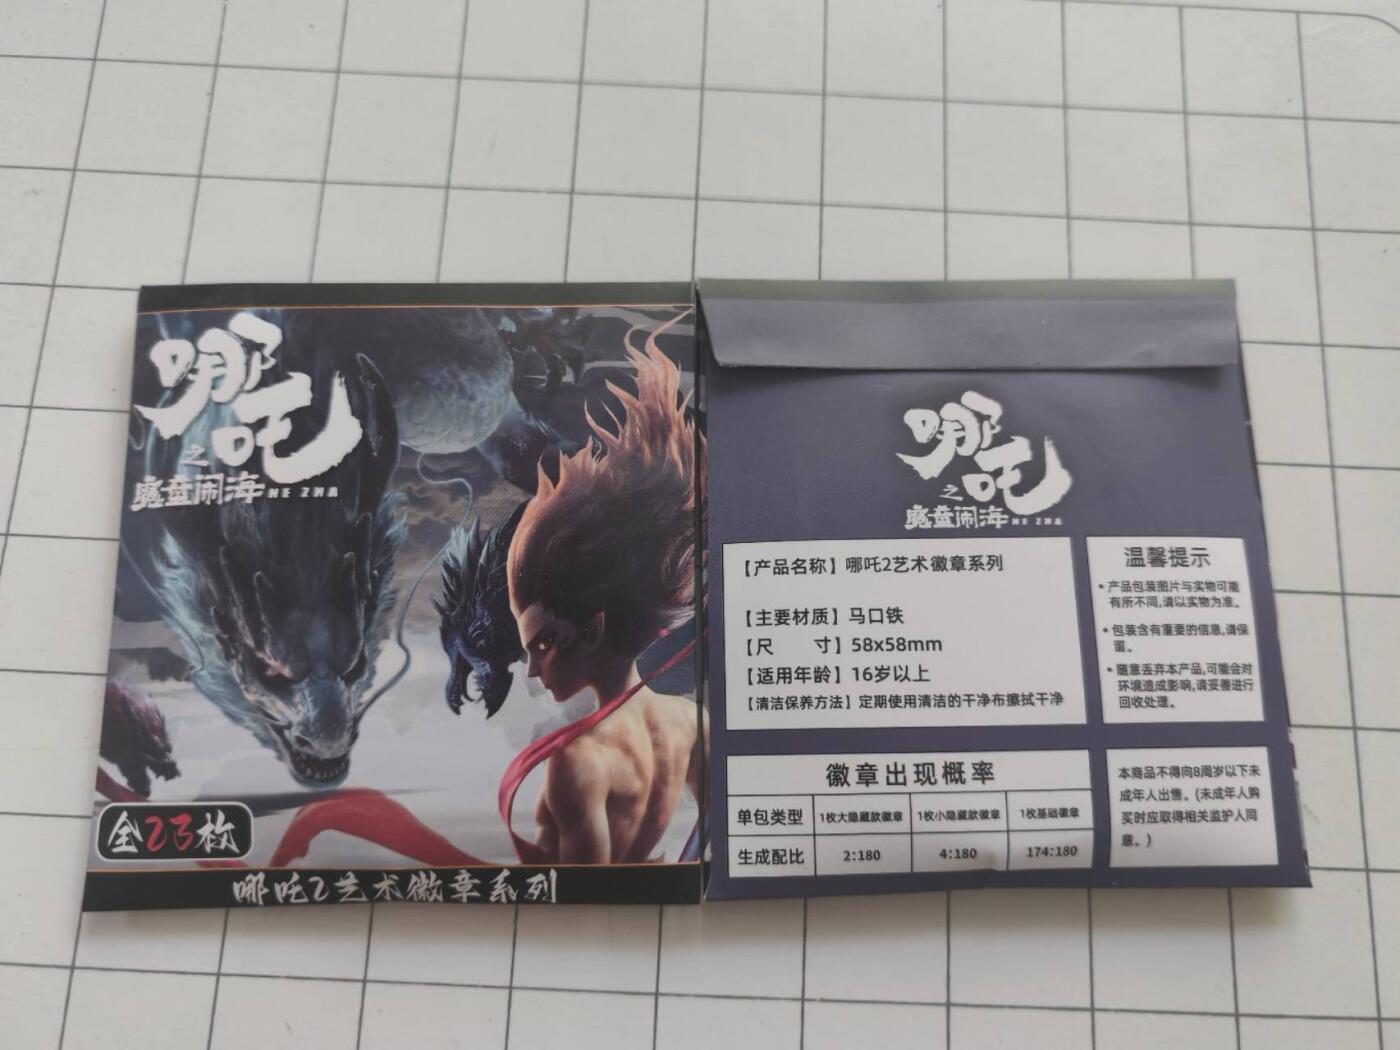 哪吒
之
魔童闹海 NE ZHA
全23枚
哪吒2艺术徽章系列
哪吒
之
魔童闹海 NE ZHA
【产品名称】哪吒2艺术徽章系列
【主要材质】马口铁
【尺 寸】58x58mm
【适用年龄】16岁以上
【清洁保养方法】定期使用清洁的干净布擦拭干净
温馨提示
•产品包装图片与实物可能
有所不同,请以实物为准。
•包装含有重要的信息,请保
留。
•随意丢弃本产品,可能会对
环境造成影响,请妥善进行
回收处理。
徽章出现概率
单包类型 1枚大隐藏款徽章 1枚小隐藏款徽章 1枚基础徽章
生成配比 2:180 4:180 174:180
本商品不得向8周岁以下未
成年人出售。(未成年人购
买时应取得相关监护人同
意。)